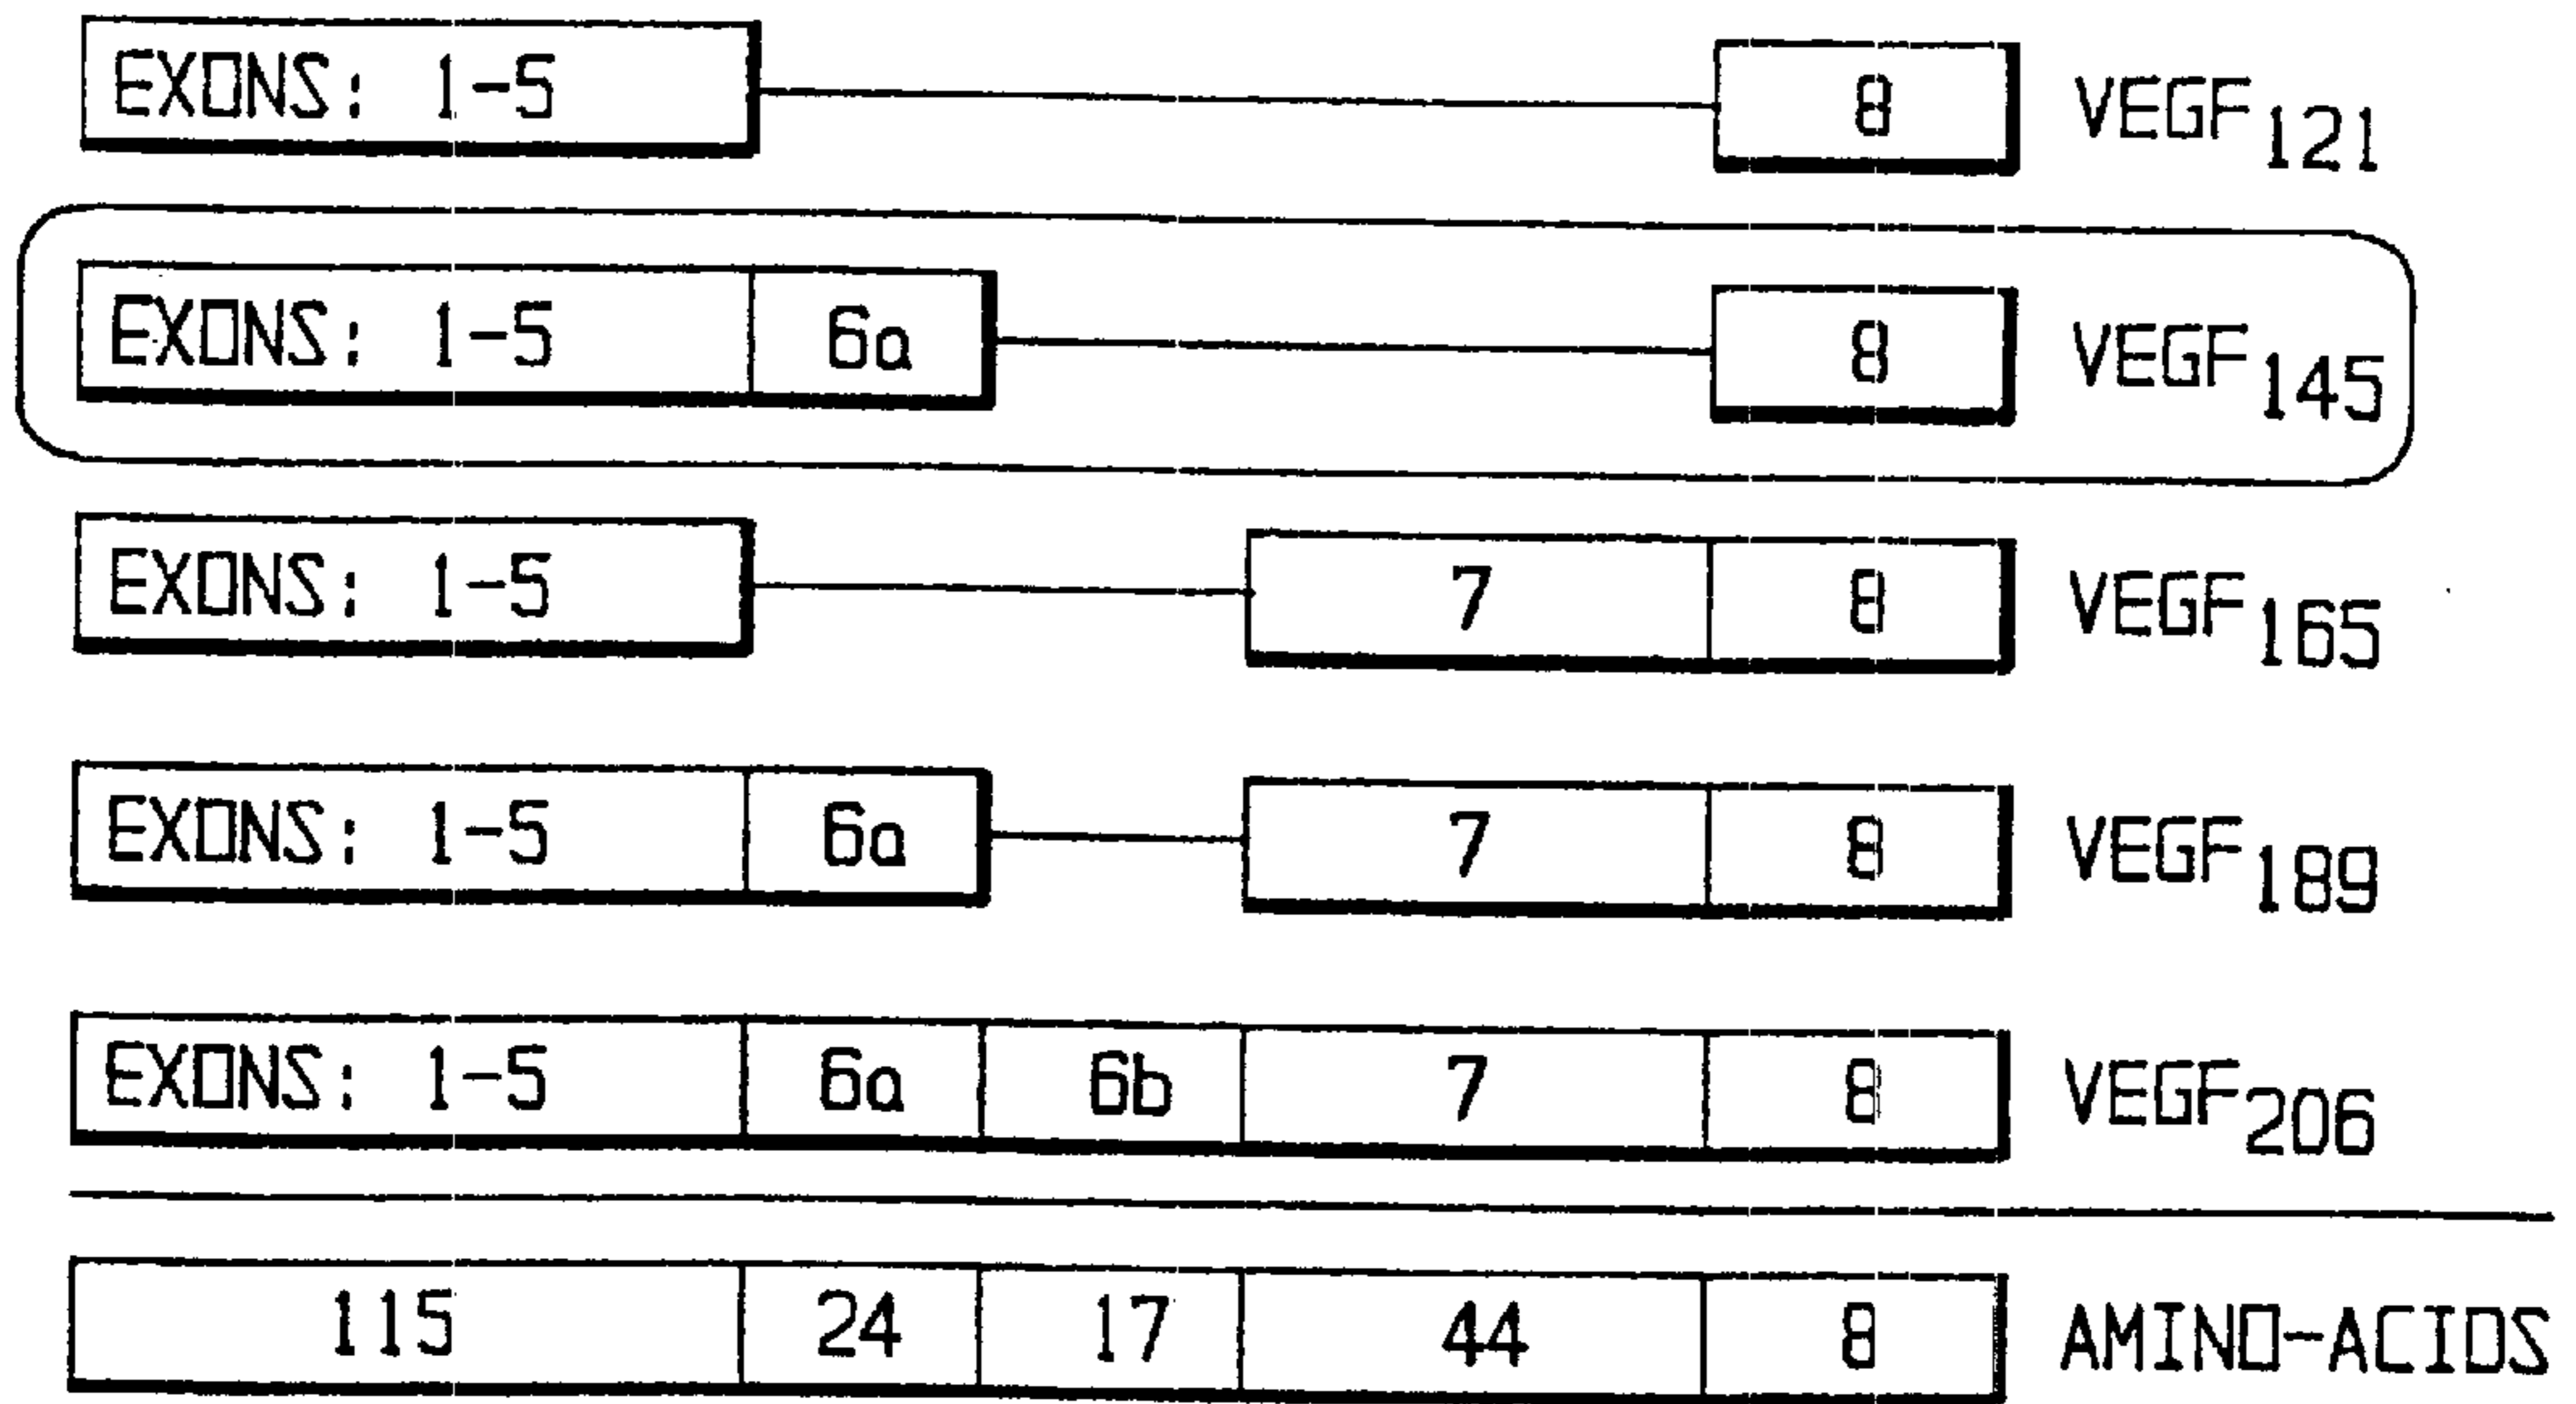 EXONS: 1-5 8 VEGF121
EXONS: 1-5 6a 8 VEGF145
EXONS: 1-5 7 8 VEGF165
EXONS: 1-5 6a 7 8 VEGF189
EXONS: 1-5 6a 6b 7 8 VEGF206
115 24 17 44 8 AMINO-ACIDS